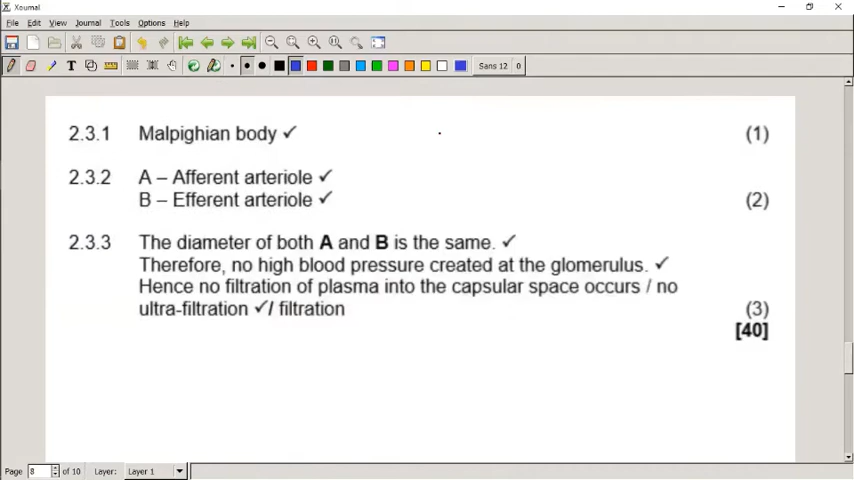 Xournal
File Edit View Journal Tools Options Help
Sans 12 0
2.3.1 Malpighian body ✓ (1)
2.3.2 A – Afferent arteriole ✓
B – Efferent arteriole ✓ (2)
2.3.3 The diameter of both A and B is the same. ✓
Therefore, no high blood pressure created at the glomerulus. ✓
Hence no filtration of plasma into the capsular space occurs / no
ultra-filtration ✓/ filtration (3)
[40]
Page 8 of 10 Layer: Layer 1